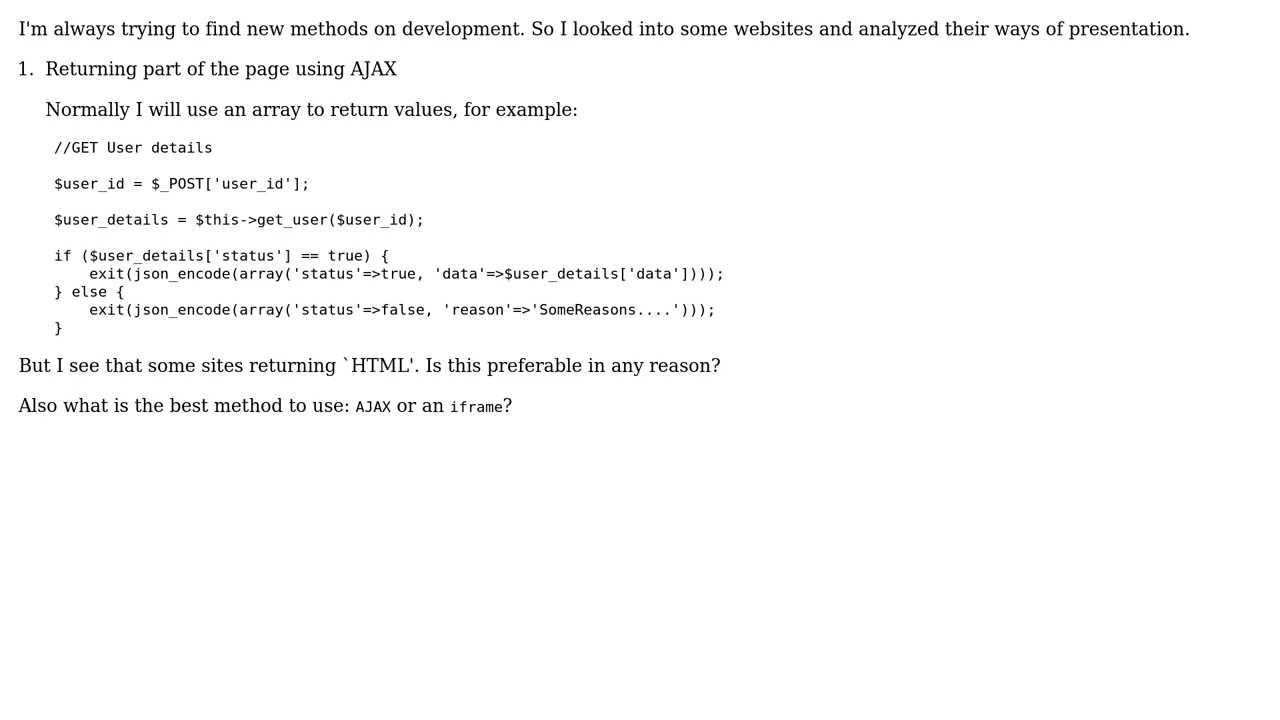 I'm always trying to find new methods on development. So I looked into some websites and analyzed their ways of presentation.
1. Returning part of the page using AJAX
Normally I will use an array to return values, for example:
//GET User details
$user_id = $_POST['user_id'];
$user_details = $this->get_user($user_id);
if ($user_details['status'] == true) {
    exit(json_encode(array('status'=>true, 'data'=>$user_details['data'])));
} else {
    exit(json_encode(array('status'=>false, 'reason'=>'SomeReasons....')));
}
But I see that some sites returning `HTML'. Is this preferable in any reason?
Also what is the best method to use: AJAX or an iframe?